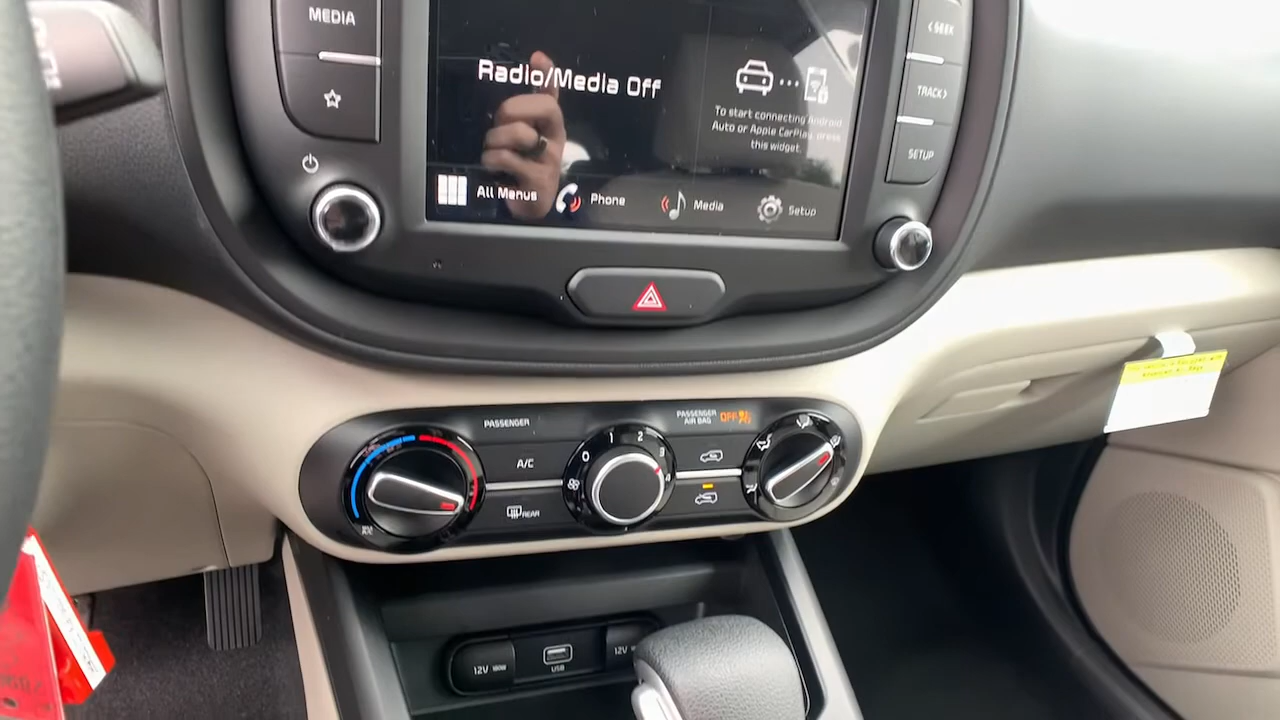 MEDIA
< SEEK
TRACK >
SETUP
Radio/Media Off
To start connecting Android
Auto or Apple CarPlay, press
this widget.
All Menus
Phone
Media
Setup
PASSENGER
PASSENGER
AIR BAG
OFF
A/C
REAR
0
1
2
3
4
12V 180W
USB
12V